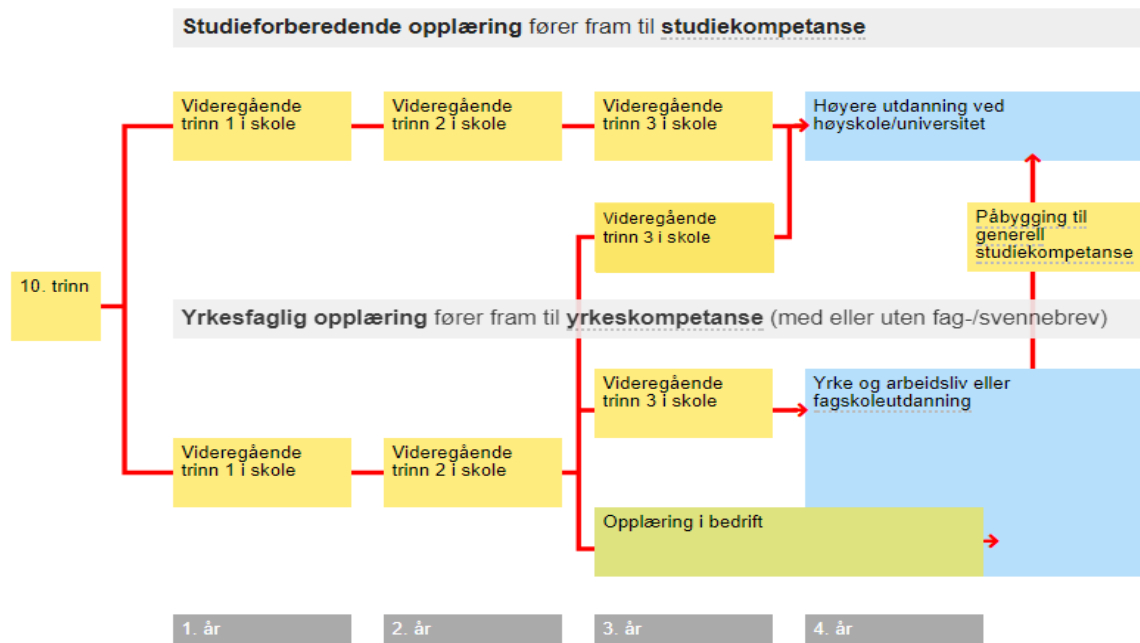 Studieforberedende opplæring fører fram til studiekompetanse
Videregående
trinn 1 i skole
Videregående
trinn 2 i skole
Videregående
trinn 3 i skole
Høyere utdanning ved
høyskole/universitet
Videregående
trinn 3 i skole
Påbygging til
generell
studiekompetanse
10. trinn
Yrkesfaglig opplæring fører fram til yrkeskompetanse (med eller uten fag-/svennebrev)
Videregående
trinn 3 i skole
Yrke og arbeidsliv eller
fagskoleutdanning
Videregående
trinn 1 i skole
Videregående
trinn 2 i skole
Opplæring i bedrift
1. år
2. år
3. år
4. år